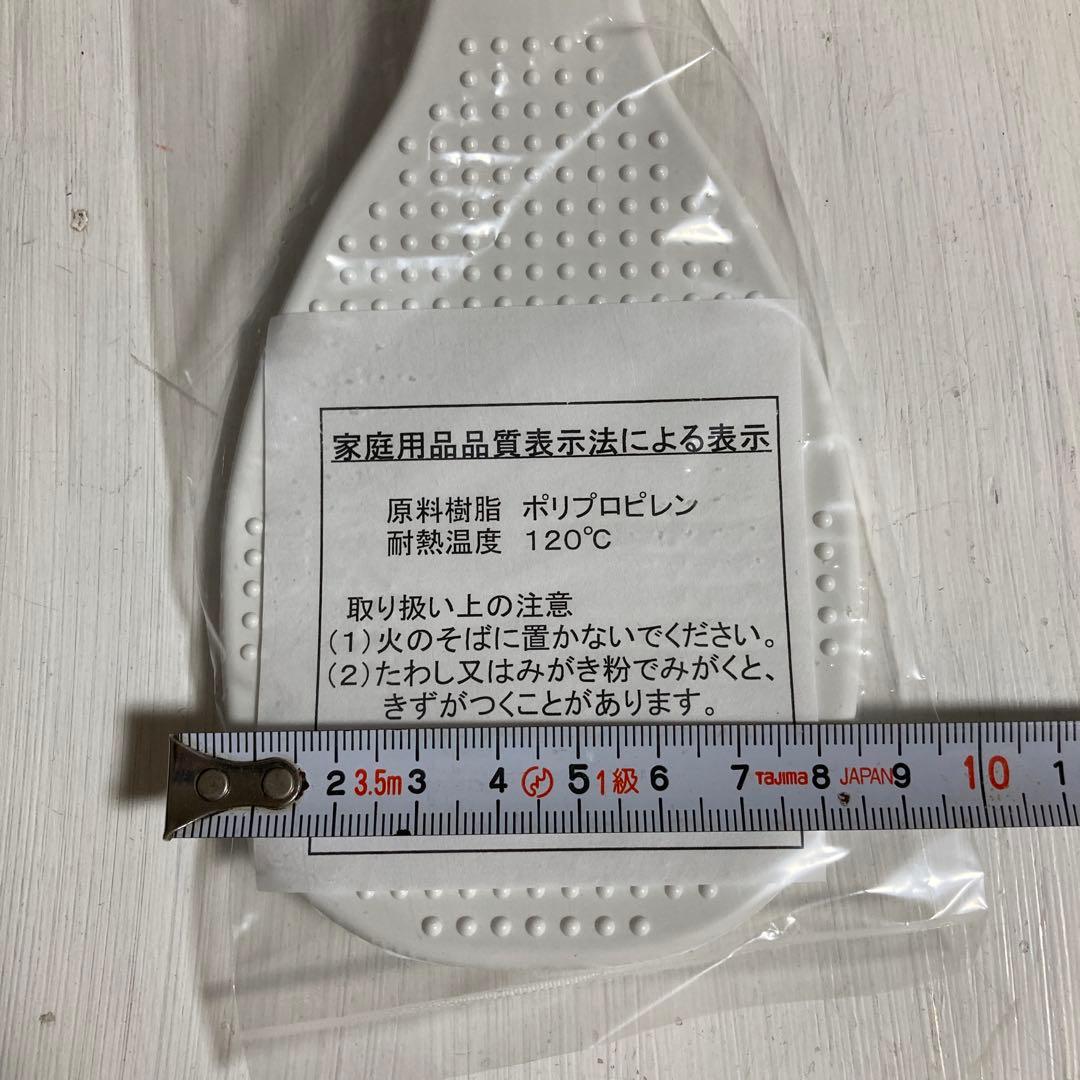 家庭用品品質表示法による表示
原料樹脂 ポリプロピレン
耐熱温度 120℃
取り扱い上の注意
(1)火のそばに置かないでください。
(2)たわし又はみがき粉でみがくと、
きずがつくことがあります。
2 3.5m 3 4 5 1級 6 7 Tajima 8 JAPAN 9 10 1